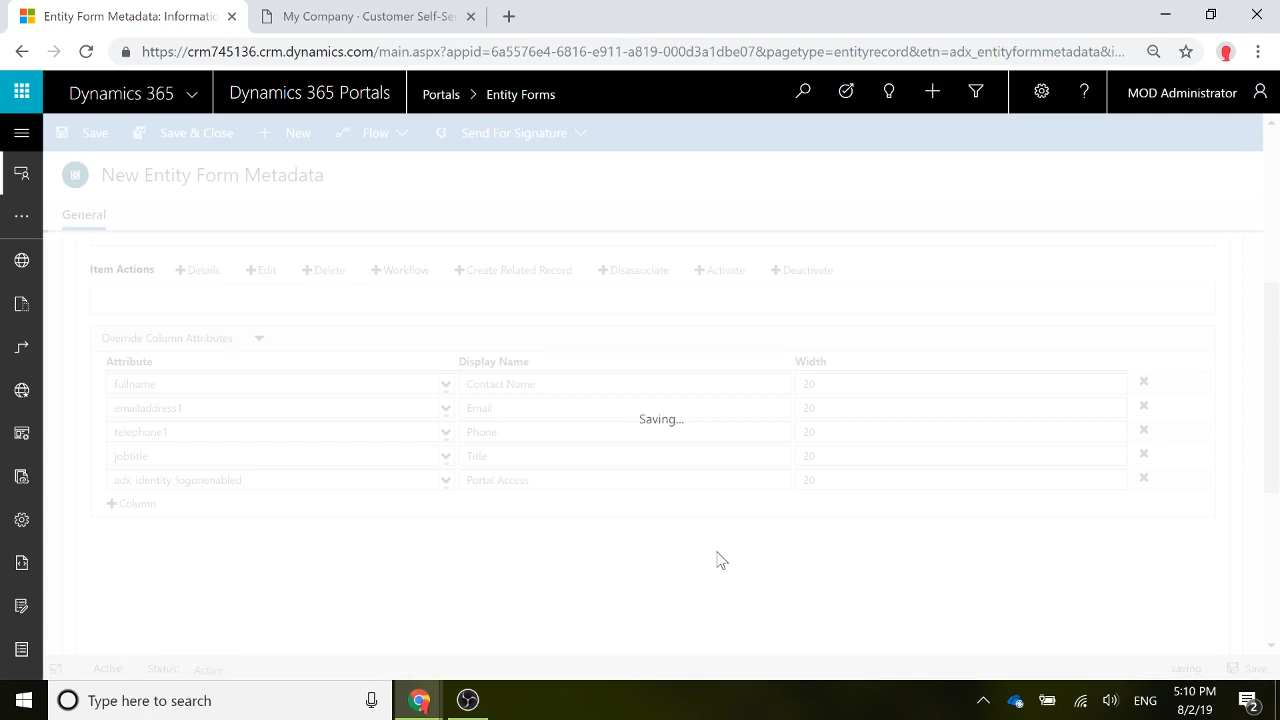 Entity Form Metadata: Informatio
My Company · Customer Self-Ser
https://crm745136.crm.dynamics.com/main.aspx?appid=6a5576e4-6816-e911-a819-000d3a1dbe07&pagetype=entityrecord&etn=adx_entityformmetadata&i...
Dynamics 365
Dynamics 365 Portals
Portals > Entity Forms
MOD Administrator
Save
Save & Close
New
Flow
Send For Signature
New Entity Form Metadata
General
Item Actions
Details
Edit
Delete
Workflow
Create Related Record
Disassociate
Activate
Deactivate
Override Column Attributes
Attribute Display Name Width
fullname Contact Name 20
emailaddress1 Email 20
Saving...
telephone1 Phone 20
jobtitle Title 20
adx_identity_logonenabled Portal Access 20
Column
Active Status: Active
saving Save
Type here to search
ENG
5:10 PM
8/2/19
2